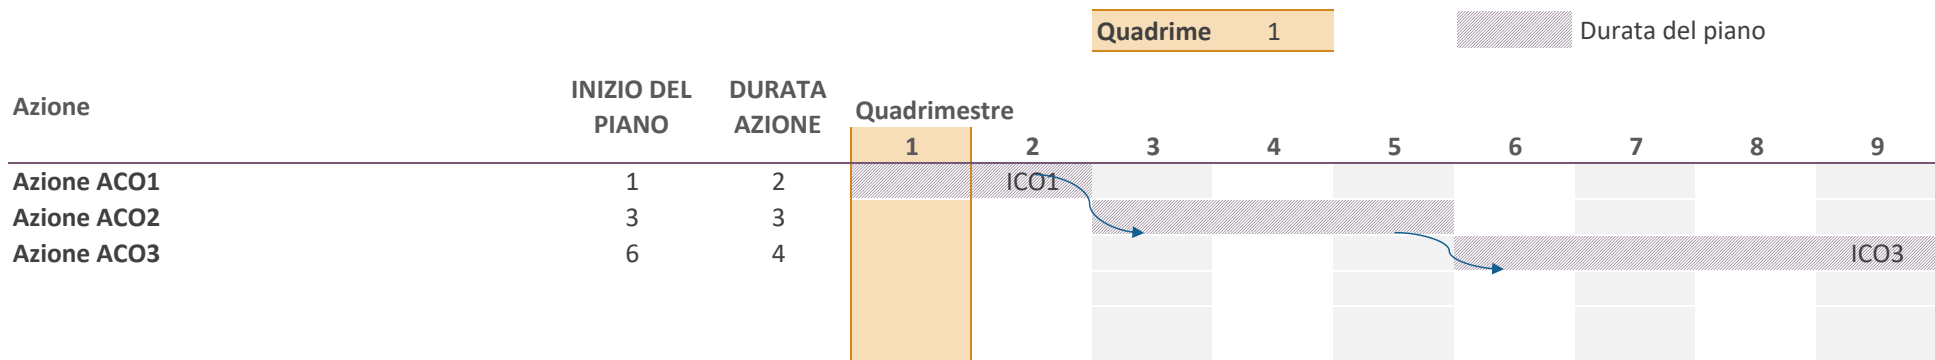 Quadrime 1 Durata del piano
Azione INIZIO DEL PIANO DURATA AZIONE Quadrimestre
1 2 3 4 5 6 7 8 9
Azione ACO1 1 2 ICO1
Azione ACO2 3 3
Azione ACO3 6 4 ICO3